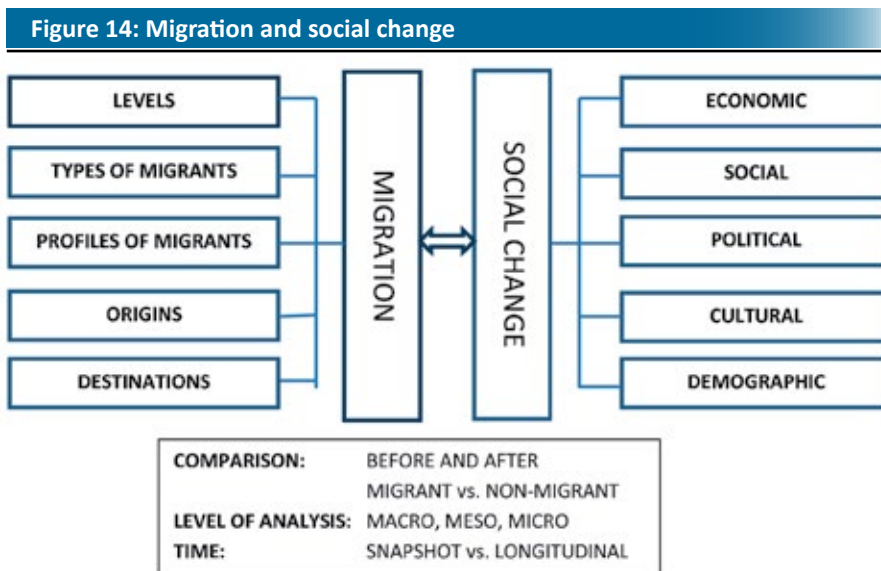 Figure 14: Migration and social change
LEVELS
TYPES OF MIGRANTS
PROFILES OF MIGRANTS
ORIGINS
DESTINATIONS
MIGRATION
SOCIAL CHANGE
ECONOMIC
SOCIAL
POLITICAL
CULTURAL
DEMOGRAPHIC
COMPARISON: BEFORE AND AFTER
MIGRANT vs. NON-MIGRANT
LEVEL OF ANALYSIS: MACRO, MESO, MICRO
TIME: SNAPSHOT vs. LONGITUDINAL